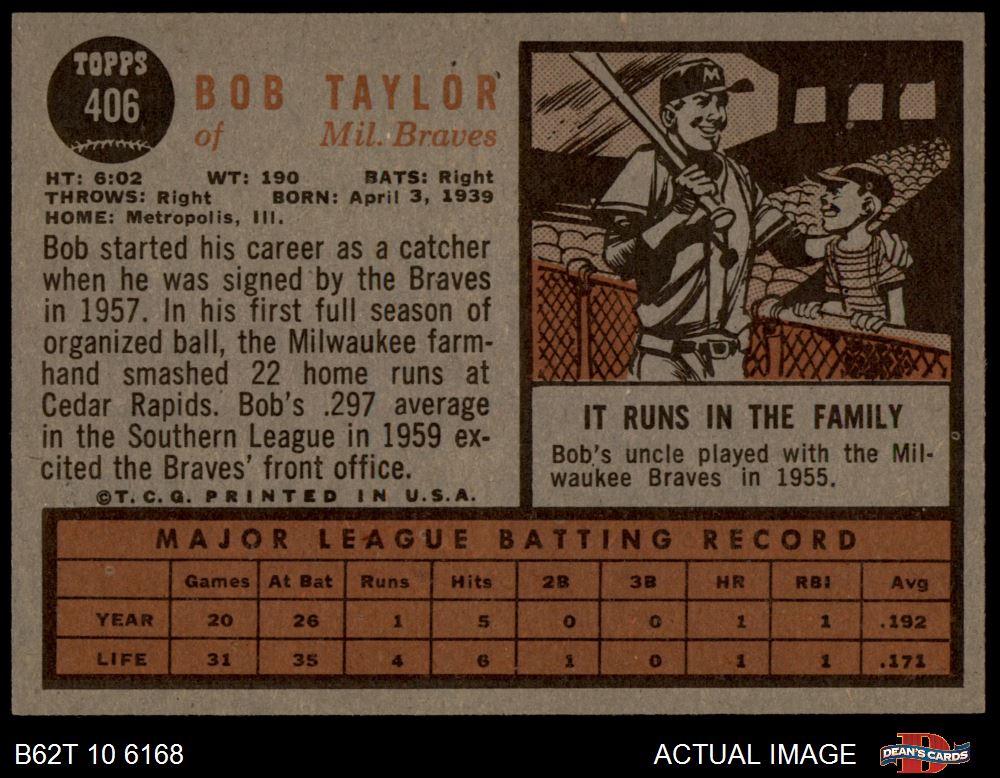 TOPPS
406
BOB TAYLOR
of Mil. Braves
HT: 6:02 WT: 190 BATS: Right
THROWS: Right BORN: April 3, 1939
HOME: Metropolis, Ill.
Bob started his career as a catcher
when he was signed by the Braves
in 1957. In his first full season of
organized ball, the Milwaukee farm-
hand smashed 22 home runs at
Cedar Rapids. Bob's .297 average
in the Southern League in 1959 ex-
cited the Braves' front office.
©T.C.G. PRINTED IN U.S.A.
M
IT RUNS IN THE FAMILY
Bob's uncle played with the Mil-
waukee Braves in 1955.
MAJOR LEAGUE BATTING RECORD
Games At Bat Runs Hits 2B 3B HR RBI Avg
YEAR 20 26 1 5 0 0 1 1 .192
LIFE 31 35 4 6 1 0 1 1 .171
B62T 10 6168 ACTUAL IMAGE DEAN'S CARDS